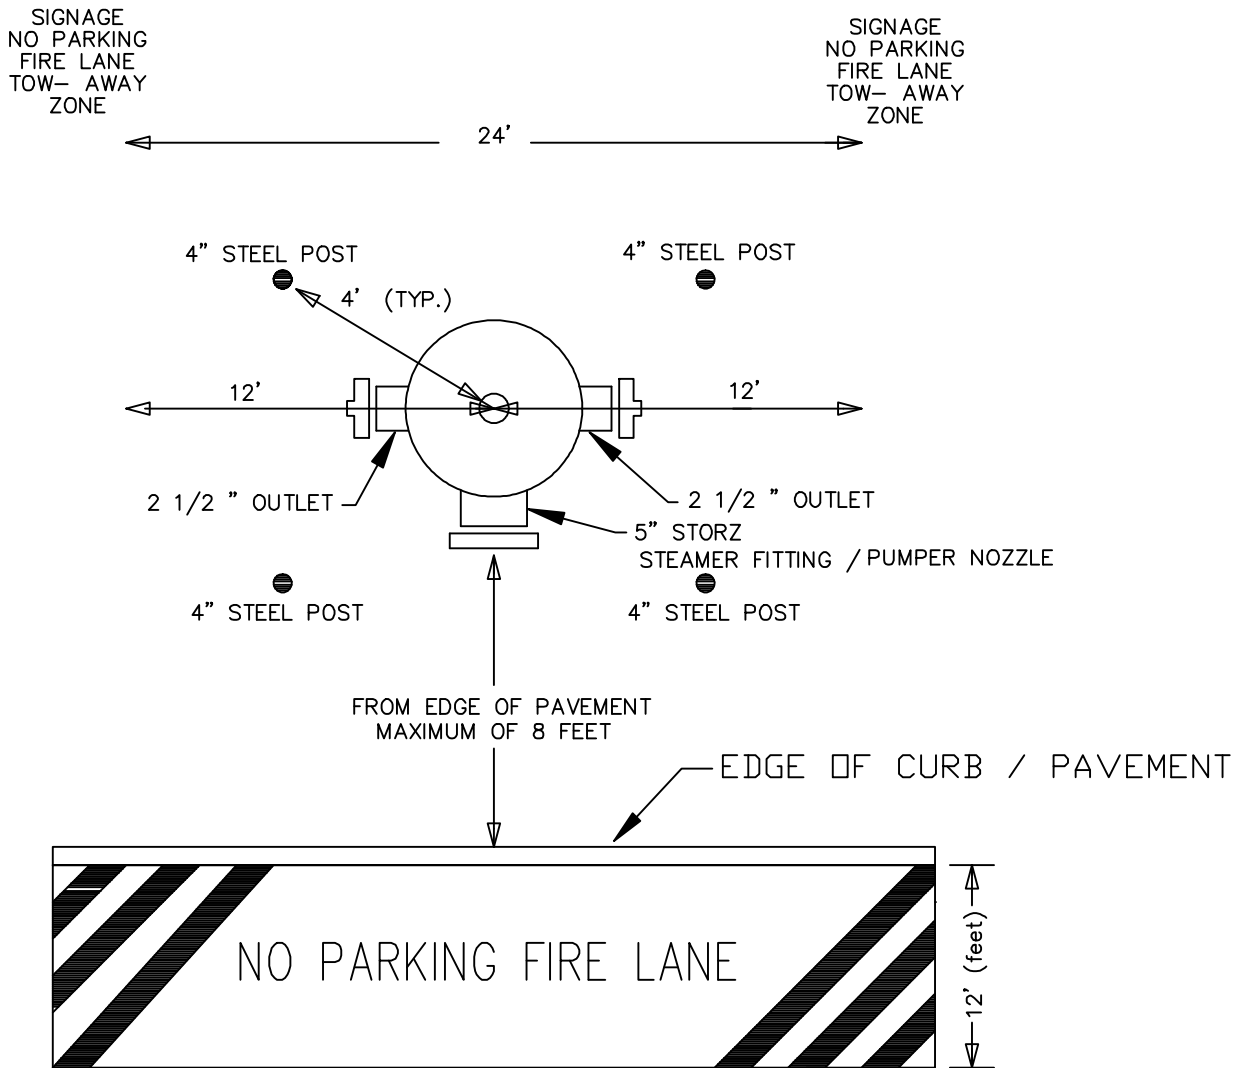 SIGNAGE
NO PARKING
FIRE LANE
TOW- AWAY
ZONE
SIGNAGE
NO PARKING
FIRE LANE
TOW- AWAY
ZONE
24'
4" STEEL POST
4" STEEL POST
4' (TYP.)
12'
12'
2 1/2 " OUTLET
2 1/2 " OUTLET
5" STORZ
STEAMER FITTING / PUMPER NOZZLE
4" STEEL POST
4" STEEL POST
FROM EDGE OF PAVEMENT
MAXIMUM OF 8 FEET
EDGE OF CURB / PAVEMENT
NO PARKING FIRE LANE
12' (feet)